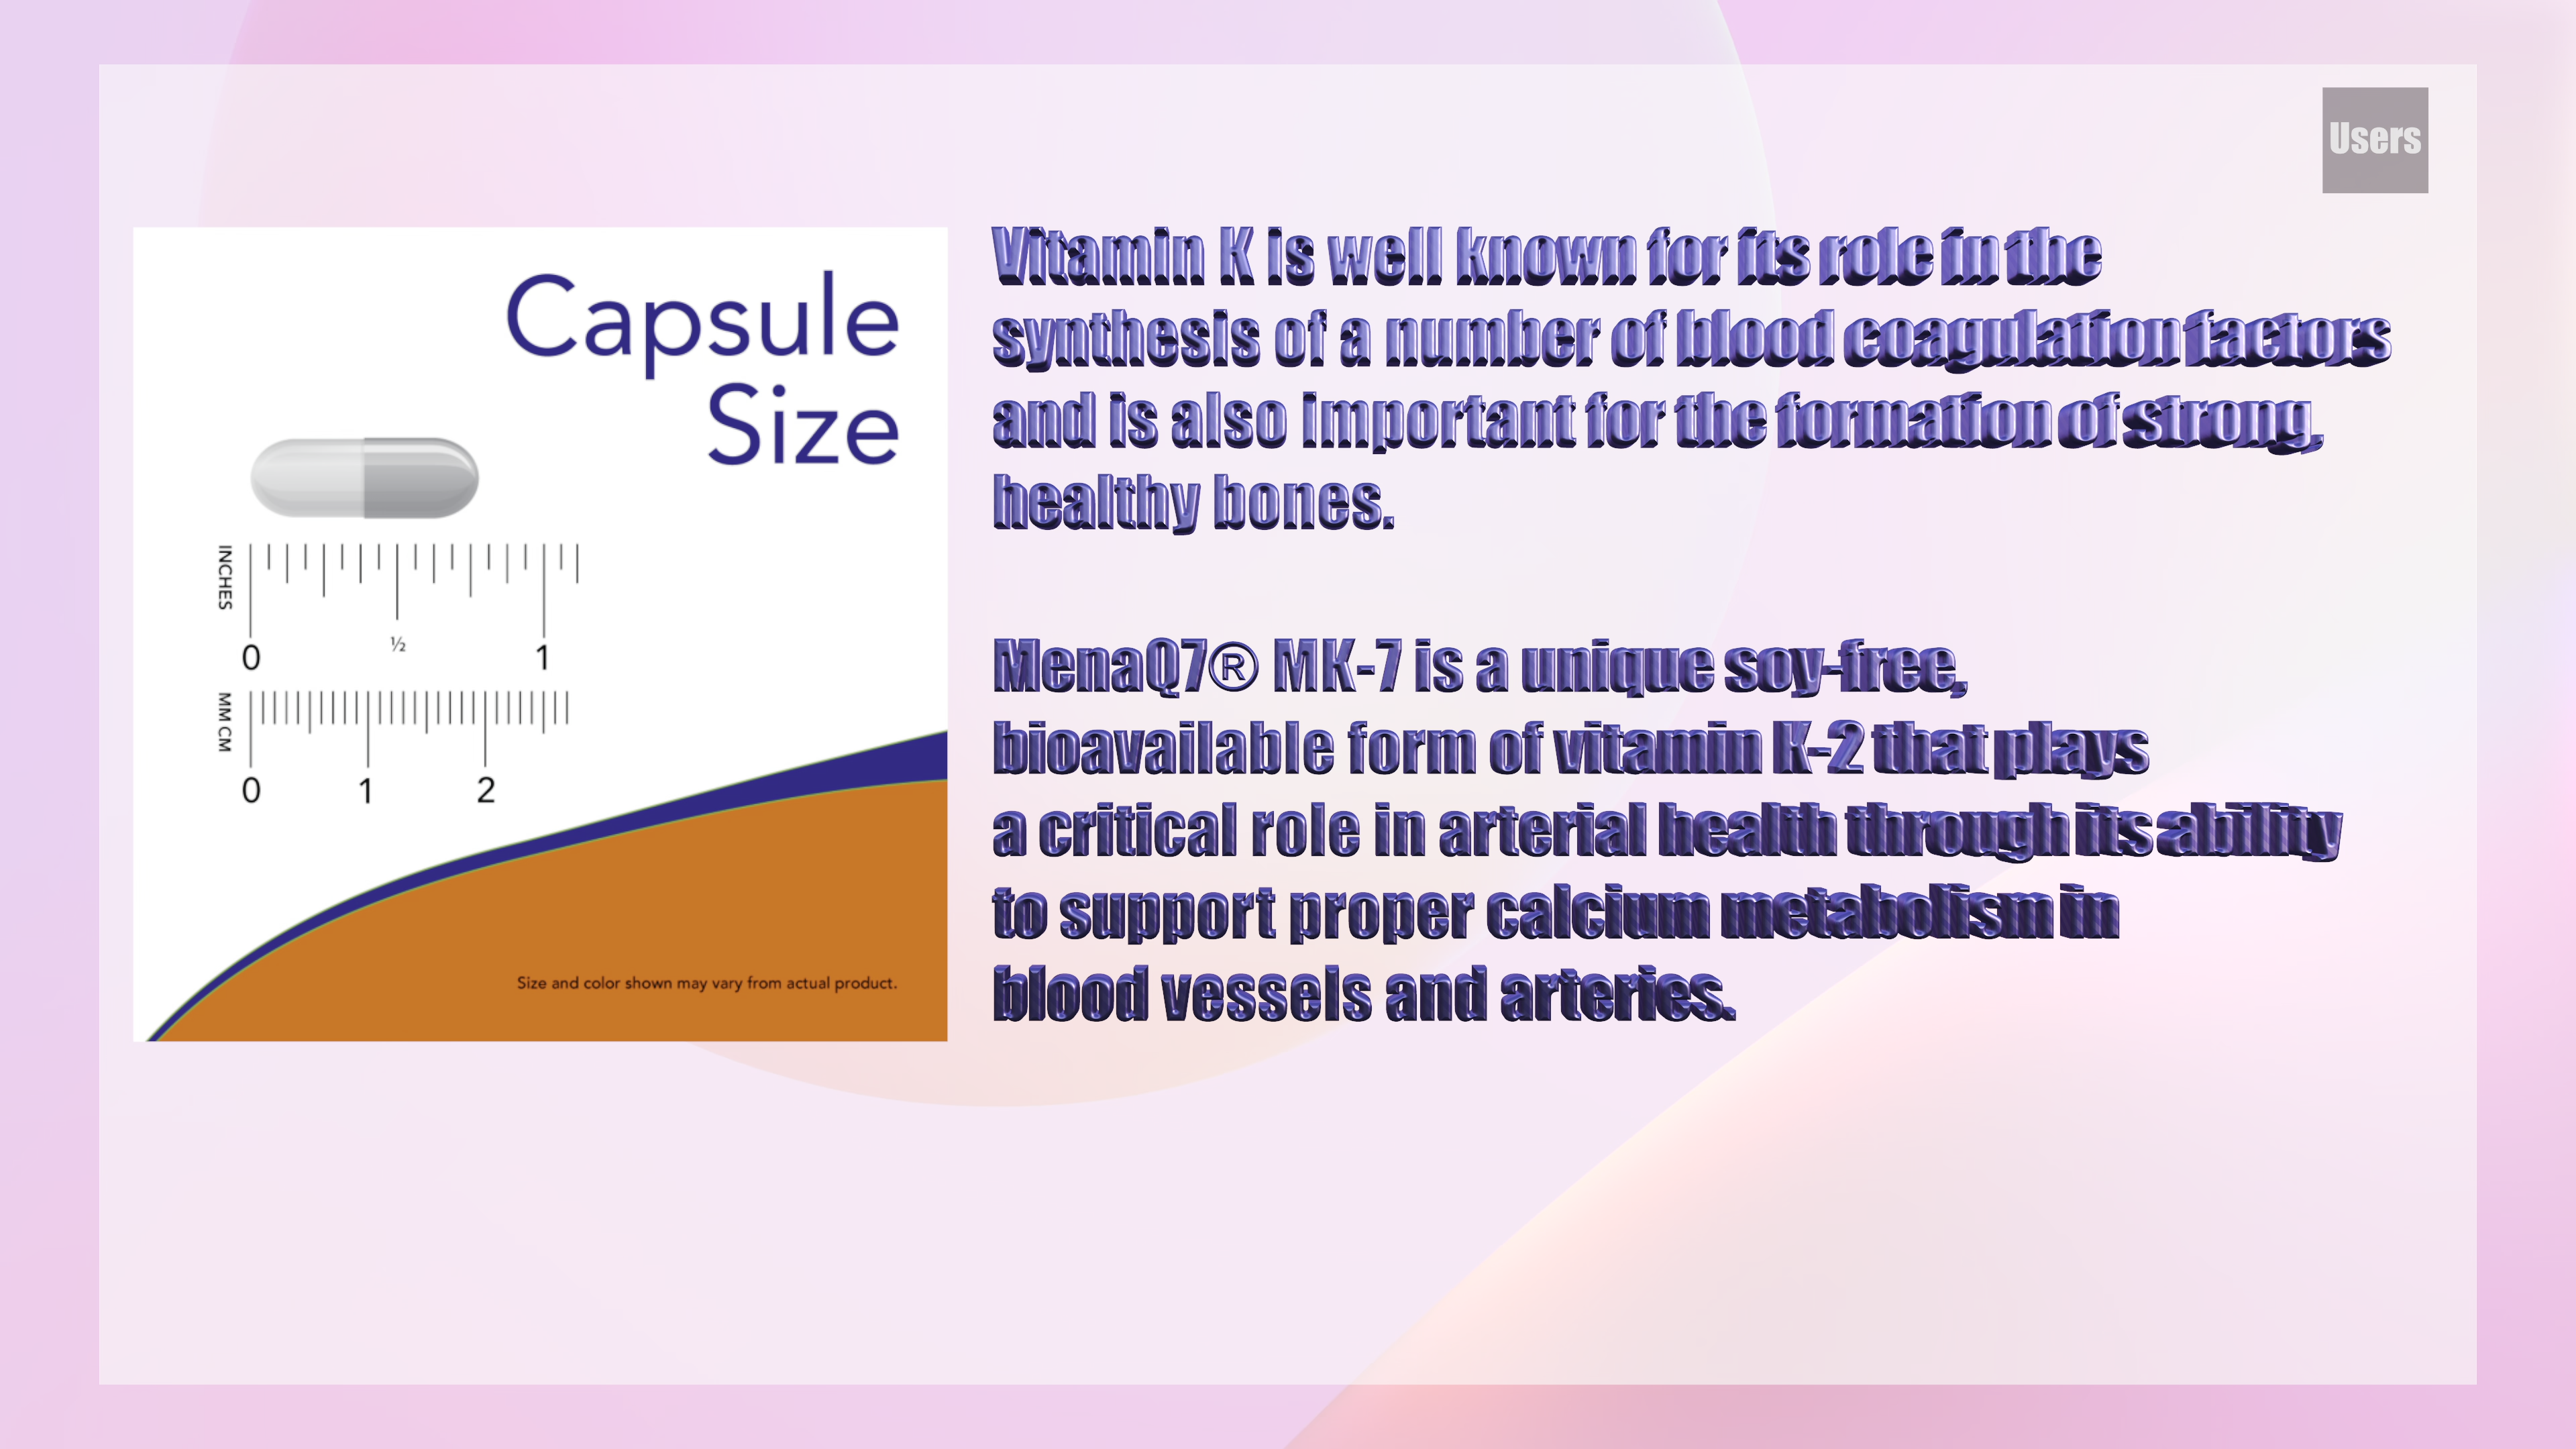 Users
Capsule
Size
INCHES
0 ½ 1
MM CM
0 1 2
Size and color shown may vary from actual product.
Vitamin K is well known for its role in the
synthesis of a number of blood coagulation factors
and is also important for the formation of strong,
healthy bones.
MenaQ7® MK-7 is a unique soy-free,
bioavailable form of vitamin K-2 that plays
a critical role in arterial health through its ability
to support proper calcium metabolism in
blood vessels and arteries.